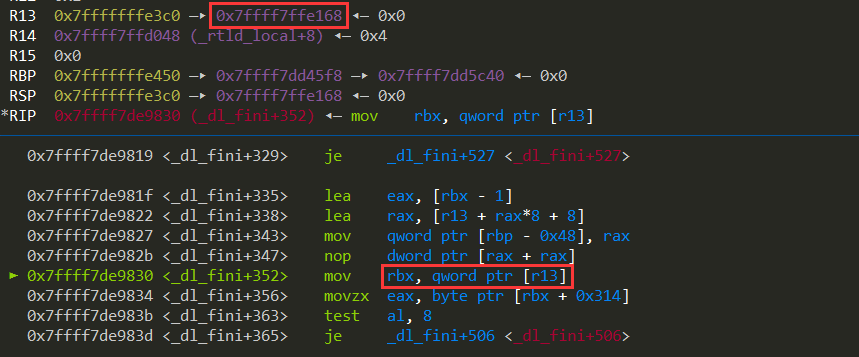 R13  0x7fffffffe3c0 —▸ 0x7ffff7ffe168 ◂— 0x0
R14  0x7ffff7ffd048 (_rtld_local+8) ◂— 0x4
R15  0x0
RBP  0x7fffffffe450 —▸ 0x7ffff7dd45f8 —▸ 0x7ffff7dd5c40 ◂— 0x0
RSP  0x7fffffffe3c0 —▸ 0x7ffff7ffe168 ◂— 0x0
*RIP  0x7ffff7de9830 (_dl_fini+352) ◂— mov    rbx, qword ptr [r13]
0x7ffff7de9819 <_dl_fini+329>    je     _dl_fini+527 <_dl_fini+527>
0x7ffff7de981f <_dl_fini+335>    lea    eax, [rbx - 1]
0x7ffff7de9822 <_dl_fini+338>    lea    rax, [r13 + rax*8 + 8]
0x7ffff7de9827 <_dl_fini+343>    mov    qword ptr [rbp - 0x48], rax
0x7ffff7de982b <_dl_fini+347>    nop    dword ptr [rax + rax]
► 0x7ffff7de9830 <_dl_fini+352>    mov    rbx, qword ptr [r13]
0x7ffff7de9834 <_dl_fini+356>    movzx  eax, byte ptr [rbx + 0x314]
0x7ffff7de983b <_dl_fini+363>    test   al, 8
0x7ffff7de983d <_dl_fini+365>    je     _dl_fini+506 <_dl_fini+506>